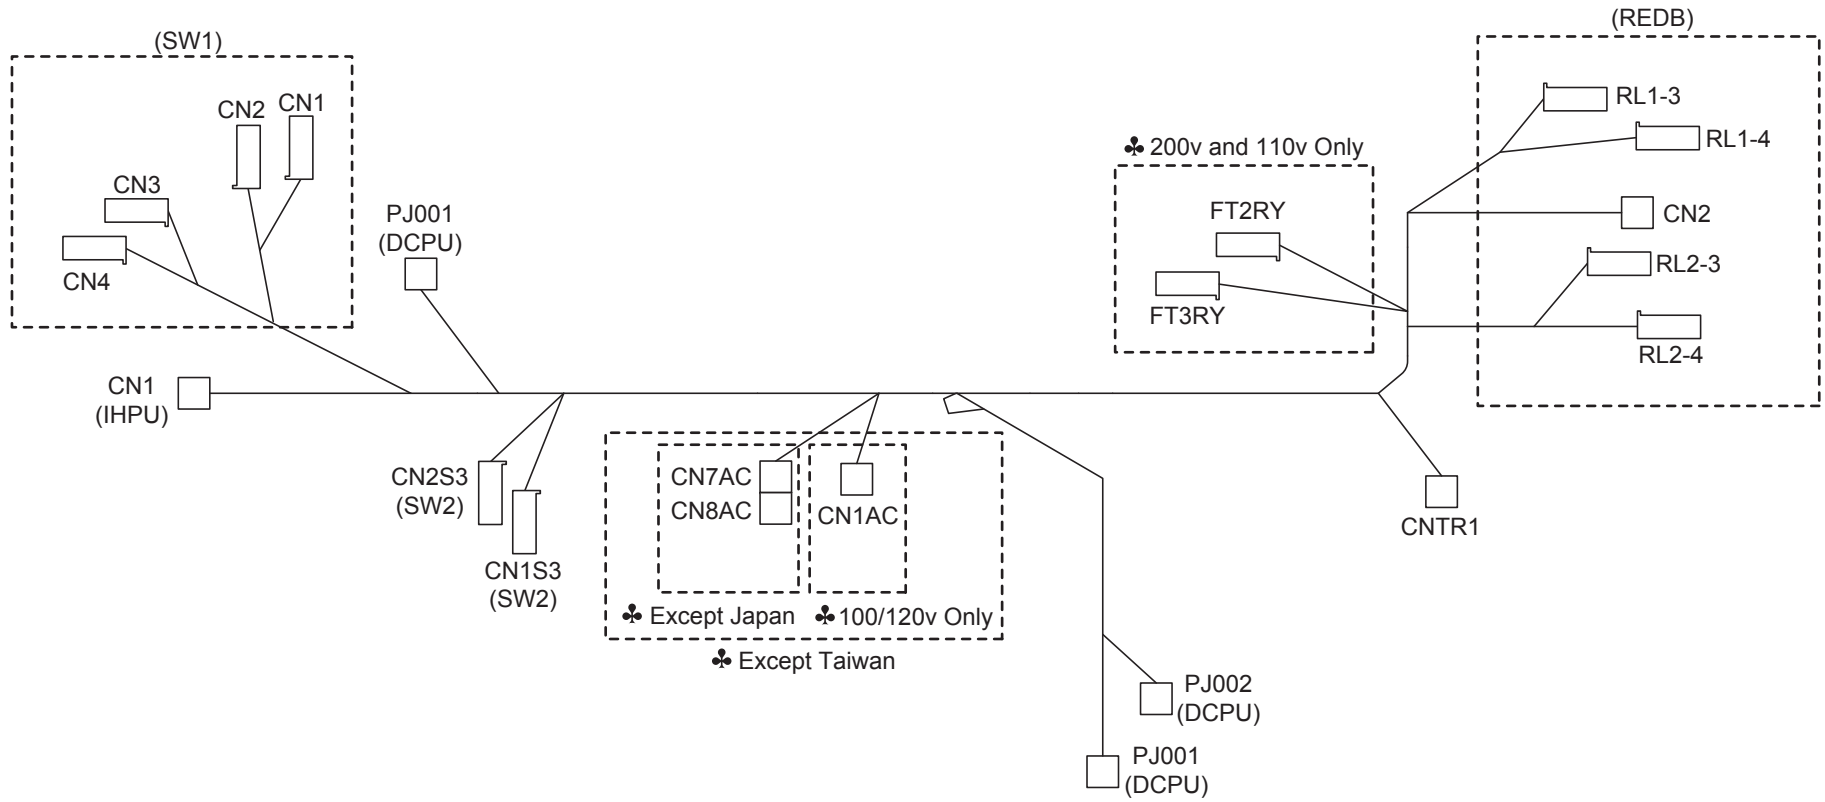 (SW1)
(REDB)
CN2
CN1
RL1-3
RL1-4
♣ 200v and 110v Only
CN3
PJ001
(DCPU)
FT2RY
CN2
CN4
RL2-3
FT3RY
RL2-4
CN1
(IHPU)
CN2S3
(SW2)
CN7AC
CN8AC
CN1AC
CNTR1
CN1S3
(SW2)
♣ Except Japan
♣ 100/120v Only
♣ Except Taiwan
PJ002
(DCPU)
PJ001
(DCPU)